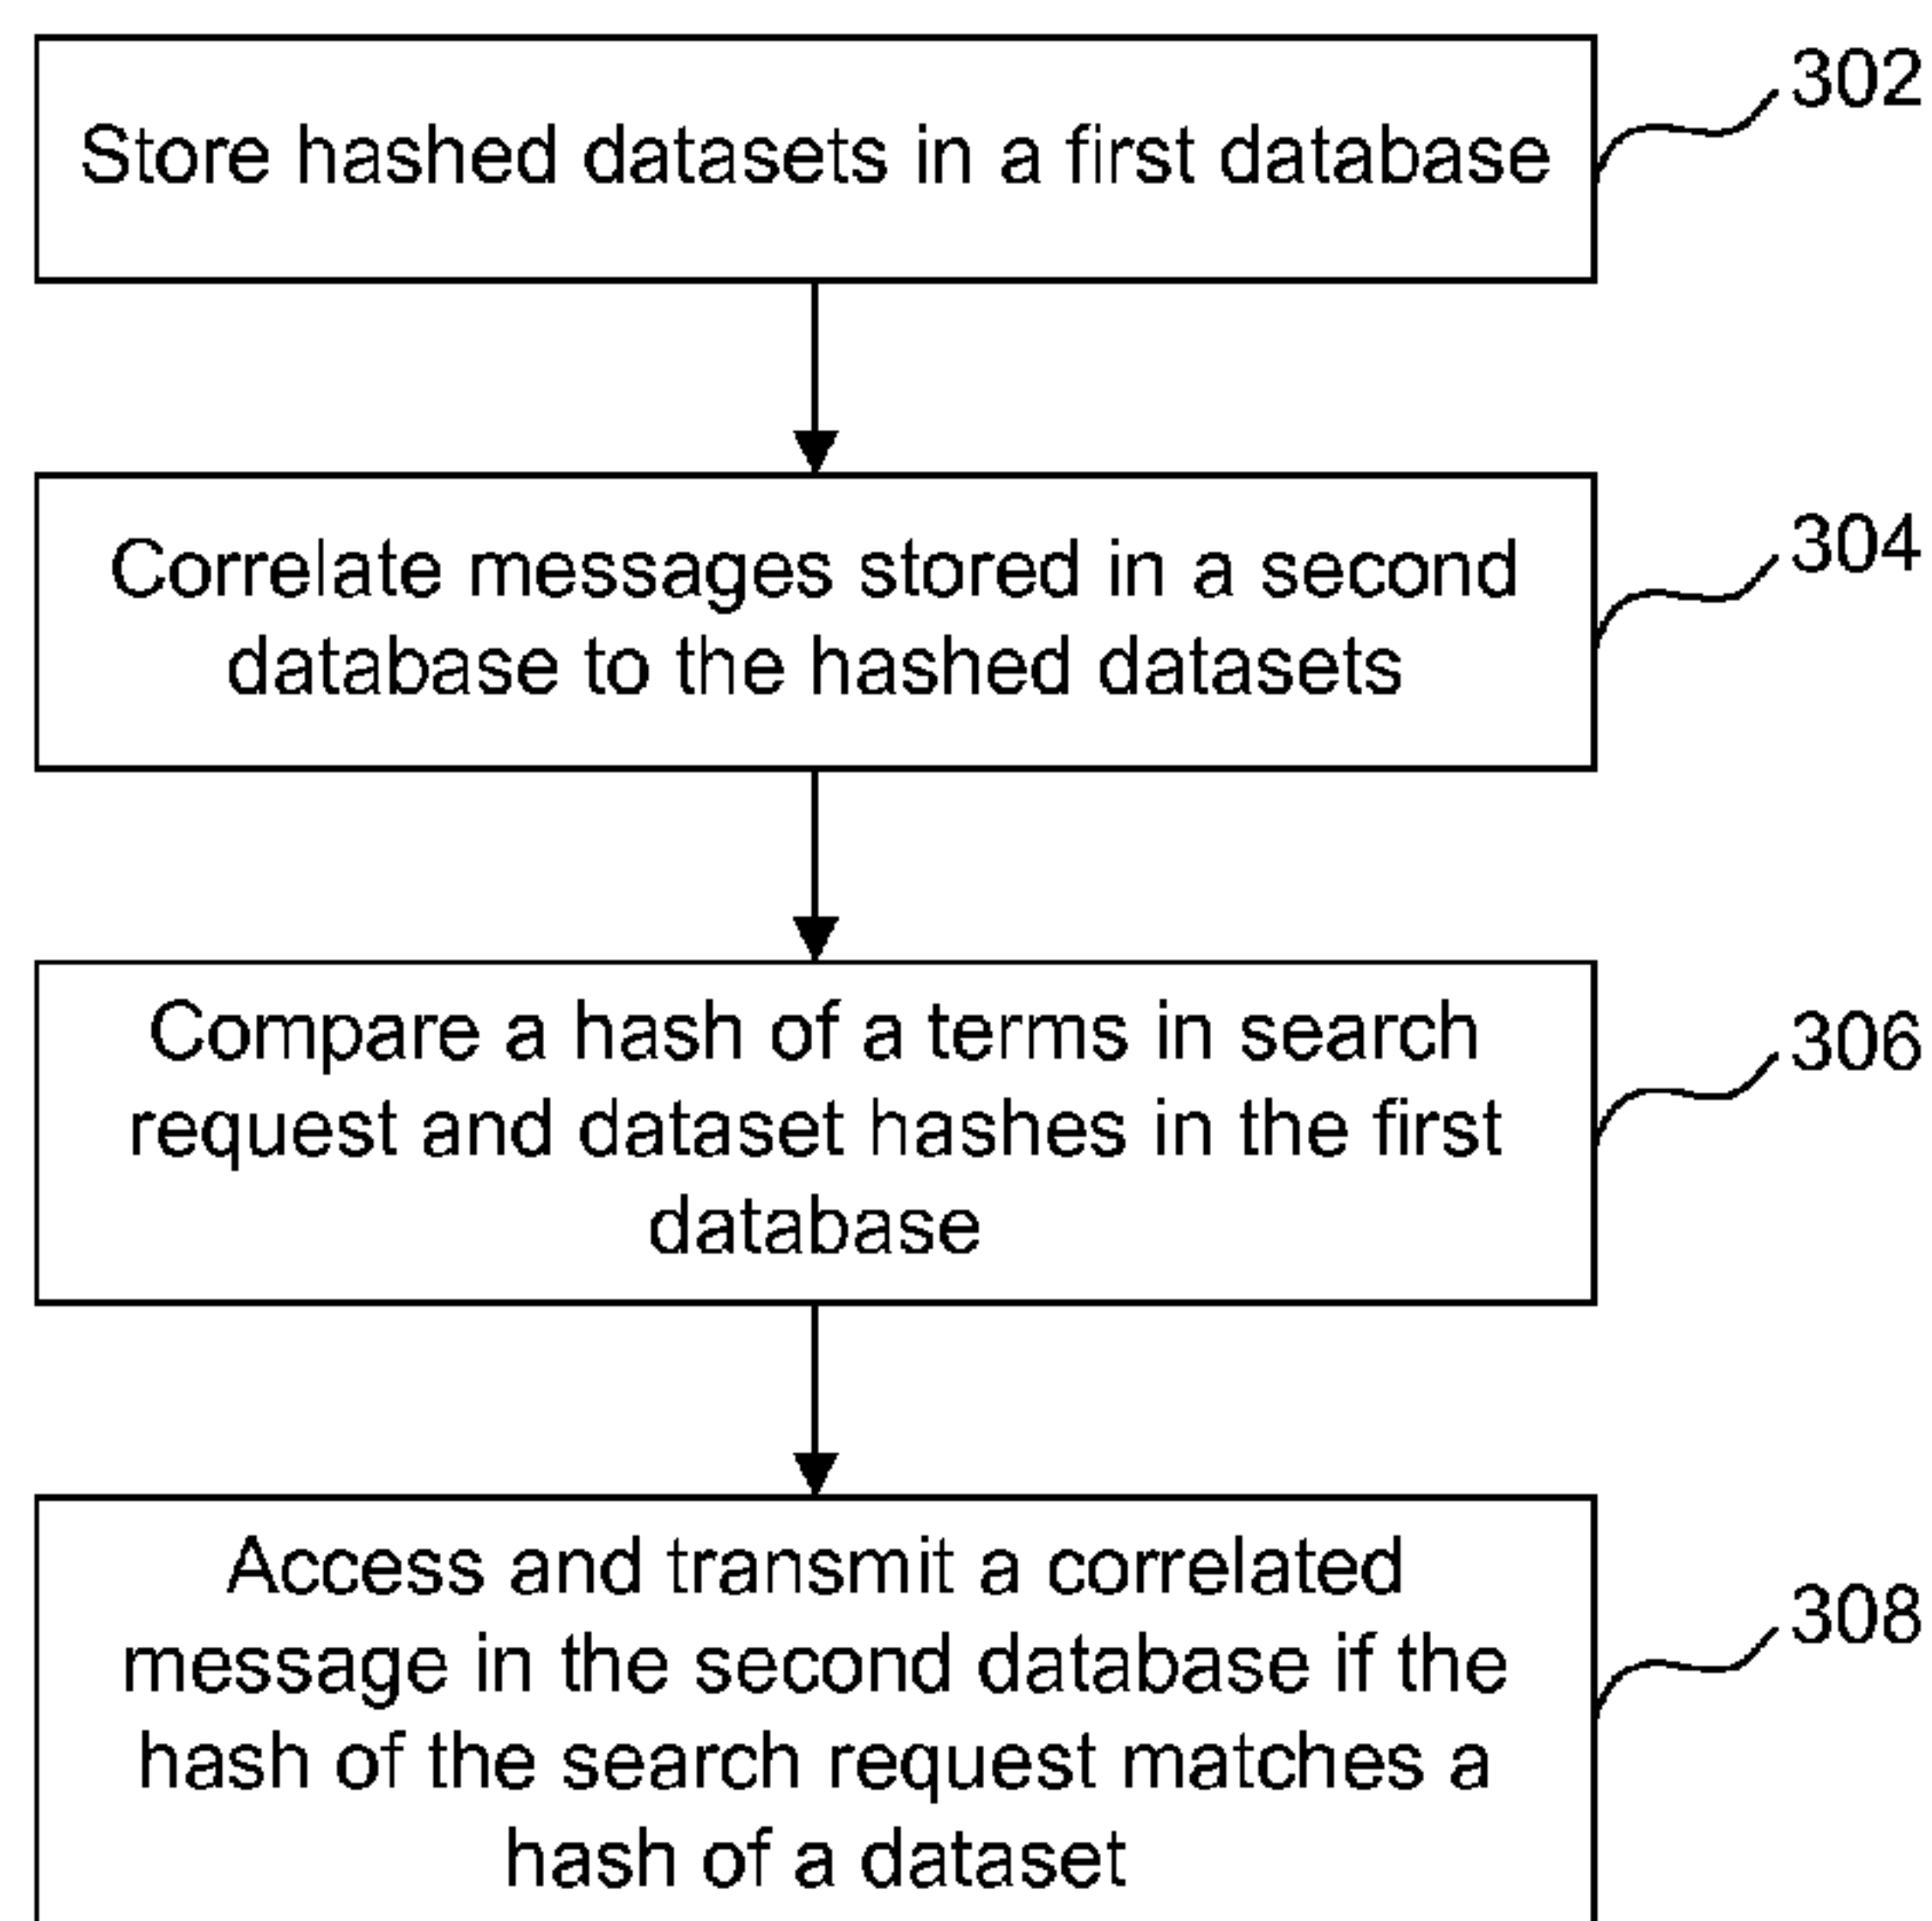 Store hashed datasets in a first database
302
Correlate messages stored in a second
database to the hashed datasets
304
Compare a hash of a terms in search
request and dataset hashes in the first
database
306
Access and transmit a correlated
message in the second database if the
hash of the search request matches a
hash of a dataset
308